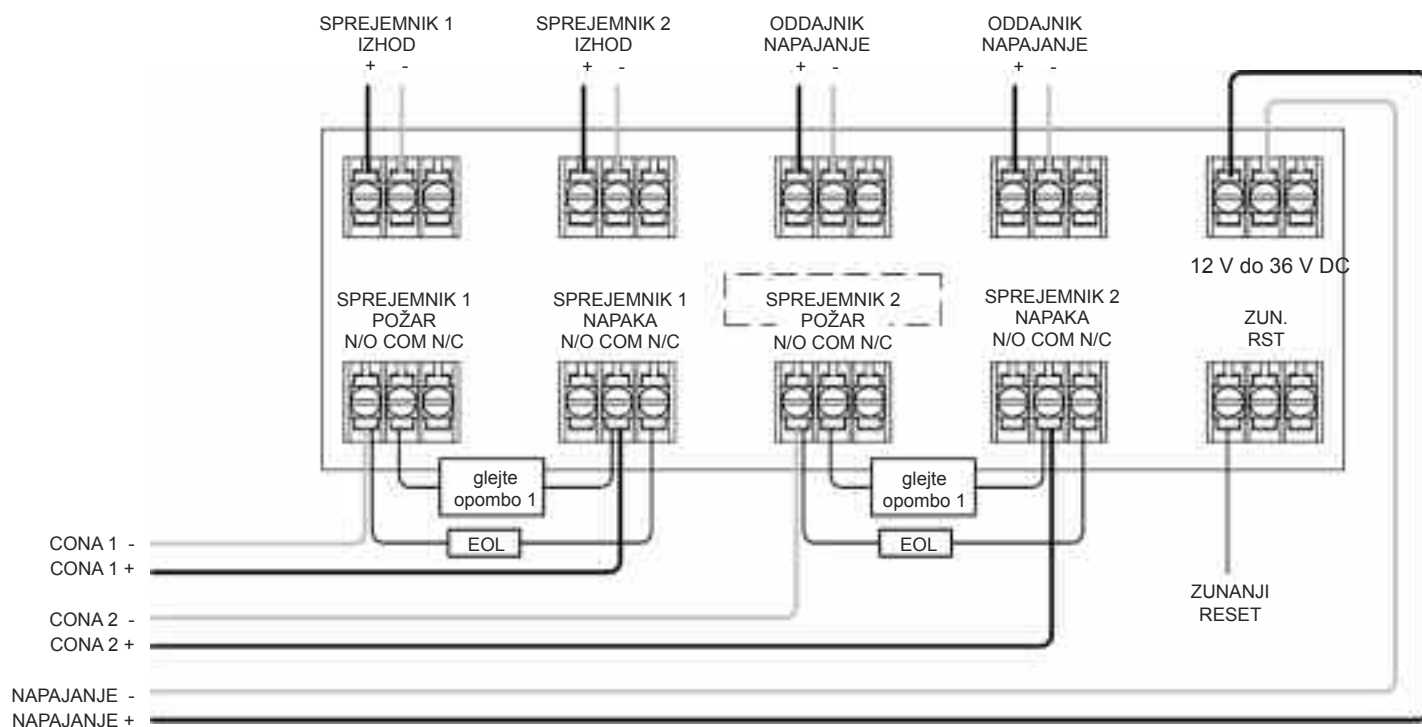 SPREJEMNIK 1
IZHOD
+ -
SPREJEMNIK 2
IZHOD
+ -
ODDAJNIK
NAPAJANJE
+ -
ODDAJNIK
NAPAJANJE
+ -
12 V do 36 V DC
SPREJEMNIK 1
POŽAR
N/O COM N/C
SPREJEMNIK 1
NAPAKA
N/O COM N/C
SPREJEMNIK 2
POŽAR
N/O COM N/C
SPREJEMNIK 2
NAPAKA
N/O COM N/C
ZUN.
RST
glejte
opombo 1
glejte
opombo 1
EOL
EOL
CONA 1 -
CONA 1 +
CONA 2 -
CONA 2 +
ZUNANJI
RESET
NAPAJANJE -
NAPAJANJE +